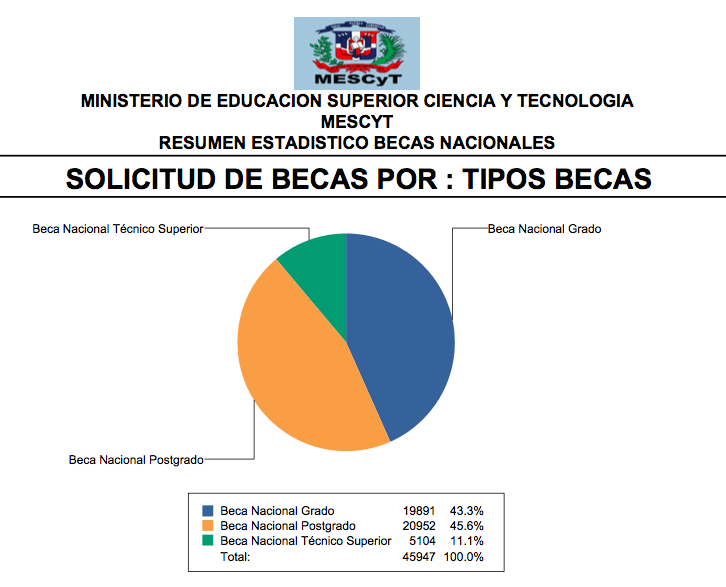 MESCyT
MINISTERIO DE EDUCACION SUPERIOR CIENCIA Y TECNOLOGIA
MESCYT
RESUMEN ESTADISTICO BECAS NACIONALES
SOLICITUD DE BECAS POR : TIPOS BECAS
Beca Nacional Técnico Superior
Beca Nacional Grado
Beca Nacional Postgrado
Beca Nacional Grado 19891 43.3%
Beca Nacional Postgrado 20952 45.6%
Beca Nacional Técnico Superior 5104 11.1%
Total: 45947 100.0%